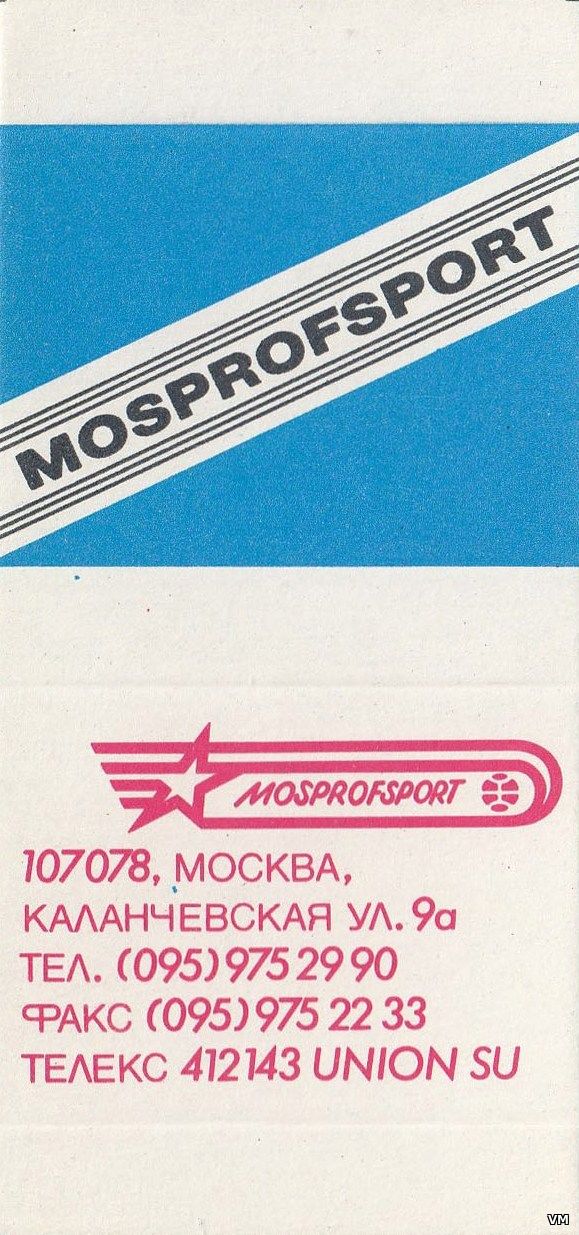 MOSPROFSPORT
MOSPROFSPORT
107078, МОСКВА,
КАЛАНЧЕВСКАЯ УЛ. 9а
ТЕЛ. (095) 975 29 90
ФАКС (095) 975 22 33
ТЕЛЕКС 412143 UNION SU
VM